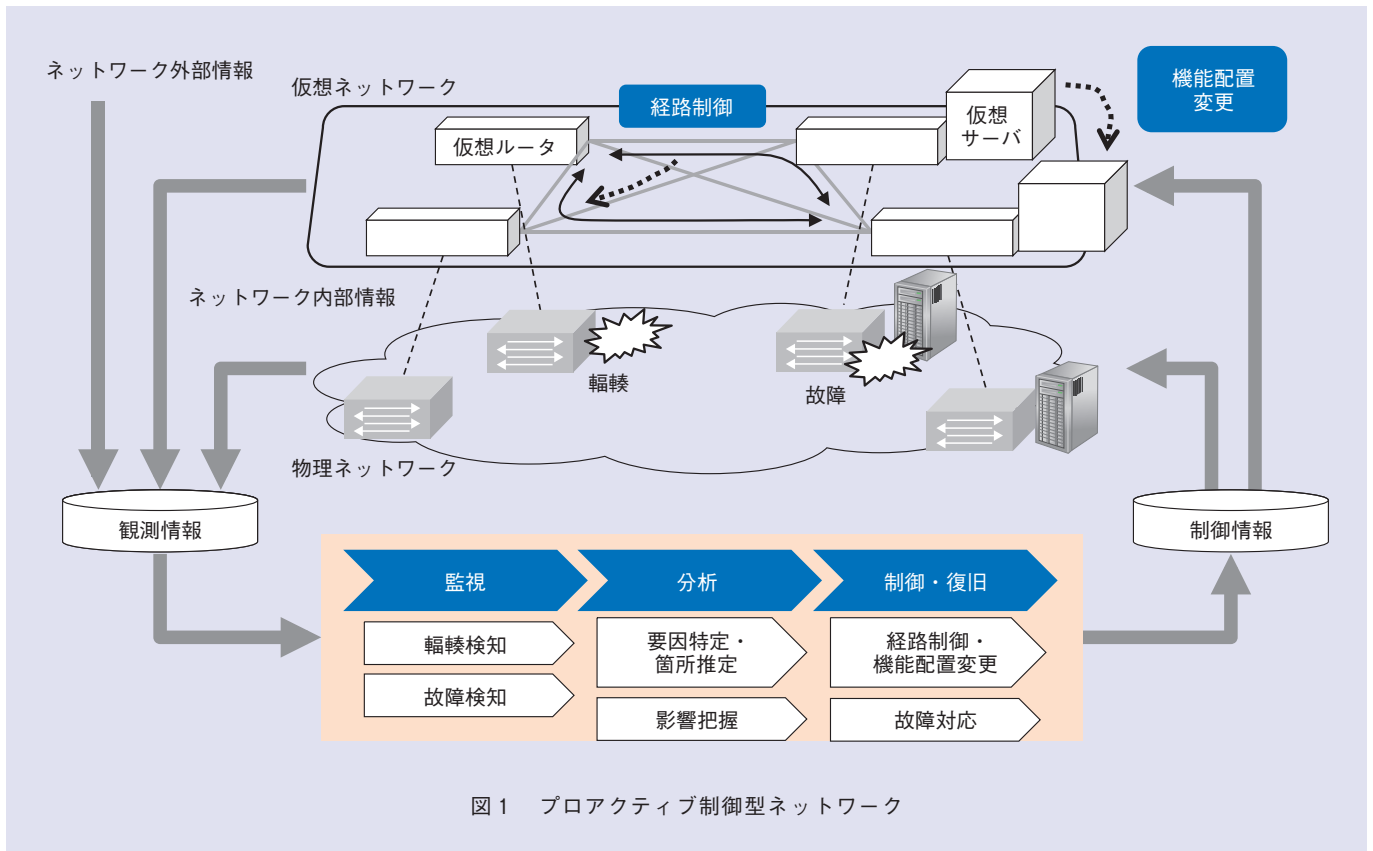 ネットワーク外部情報
仮想ネットワーク
経路制御
機能配置
変更
仮想ルータ
仮想
サーバ
ネットワーク内部情報
輻輳
故障
物理ネットワーク
観測情報
制御情報
監視
分析
制御・復旧
輻輳検知
故障検知
要因特定・
箇所推定
影響把握
経路制御・
機能配置変更
故障対応
図1 プロアクティブ制御型ネットワーク